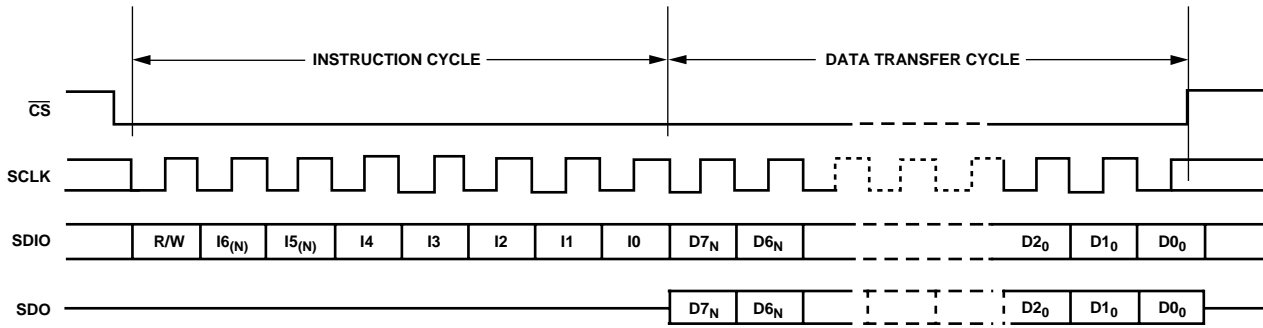 INSTRUCTION CYCLE DATA TRANSFER CYCLE
CS
SCLK
SDIO R/W I6(N) I5(N) I4 I3 I2 I1 I0 D7N D6N D20 D10 D00
SDO D7N D6N D20 D10 D00